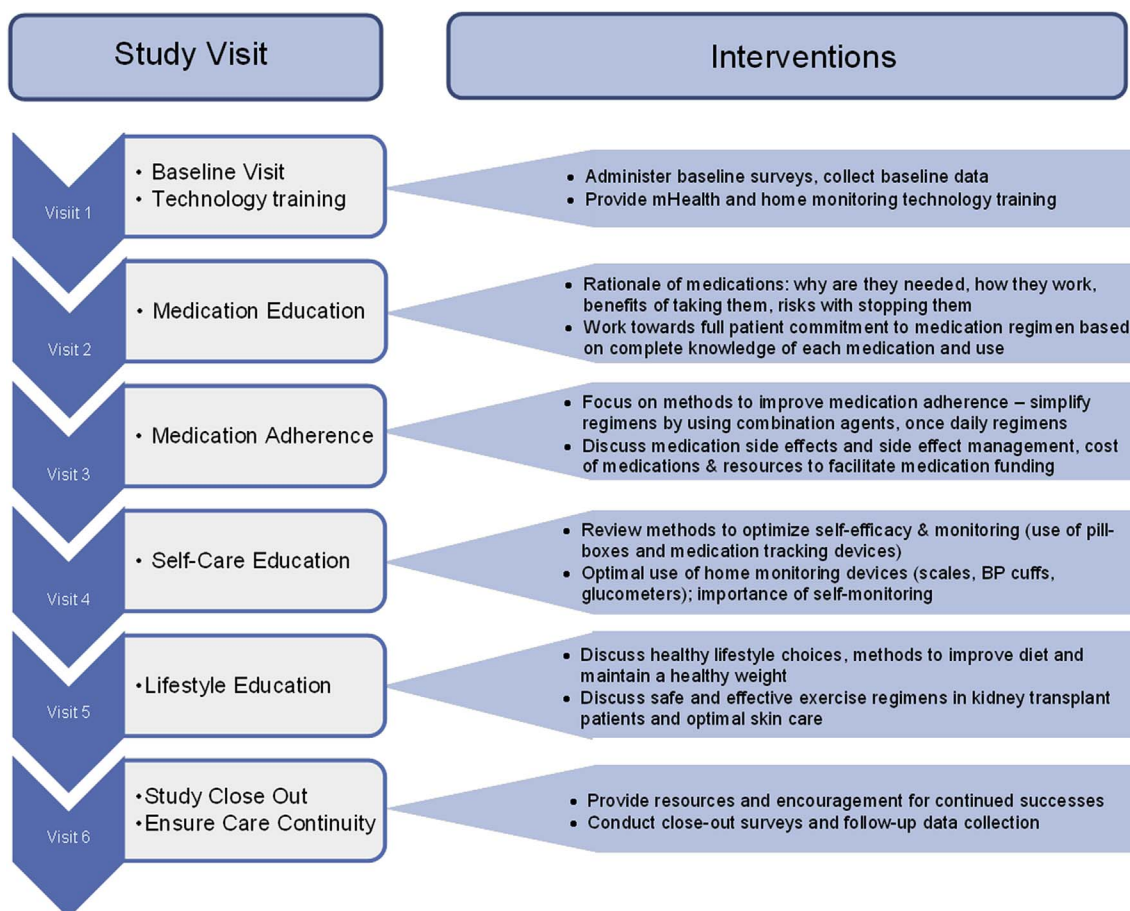 Study Visit
Interventions
Visiit 1
• Baseline Visit
• Technology training
• Administer baseline surveys, collect baseline data
• Provide mHealth and home monitoring technology training
Visit 2
• Medication Education
• Rationale of medications: why are they needed, how they work,
benefits of taking them, risks with stopping them
• Work towards full patient commitment to medication regimen based
on complete knowledge of each medication and use
Visit 3
• Medication Adherence
• Focus on methods to improve medication adherence – simplify
regimens by using combination agents, once daily regimens
• Discuss medication side effects and side effect management, cost
of medications & resources to facilitate medication funding
Visit 4
• Self-Care Education
• Review methods to optimize self-efficacy & monitoring (use of pill-
boxes and medication tracking devices)
• Optimal use of home monitoring devices (scales, BP cuffs,
glucometers); importance of self-monitoring
Visit 5
•Lifestyle Education
• Discuss healthy lifestyle choices, methods to improve diet and
maintain a healthy weight
• Discuss safe and effective exercise regimens in kidney transplant
patients and optimal skin care
Visit 6
•Study Close Out
•Ensure Care Continuity
• Provide resources and encouragement for continued successes
• Conduct close-out surveys and follow-up data collection